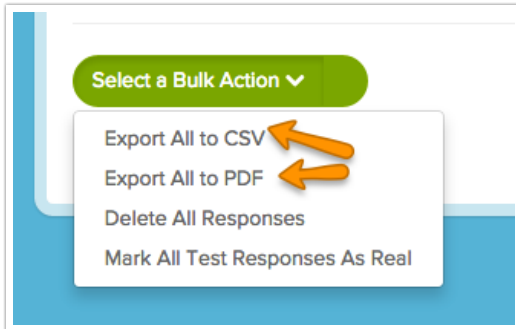 Select a Bulk Action
Export All to CSV
Export All to PDF
Delete All Responses
Mark All Test Responses As Real